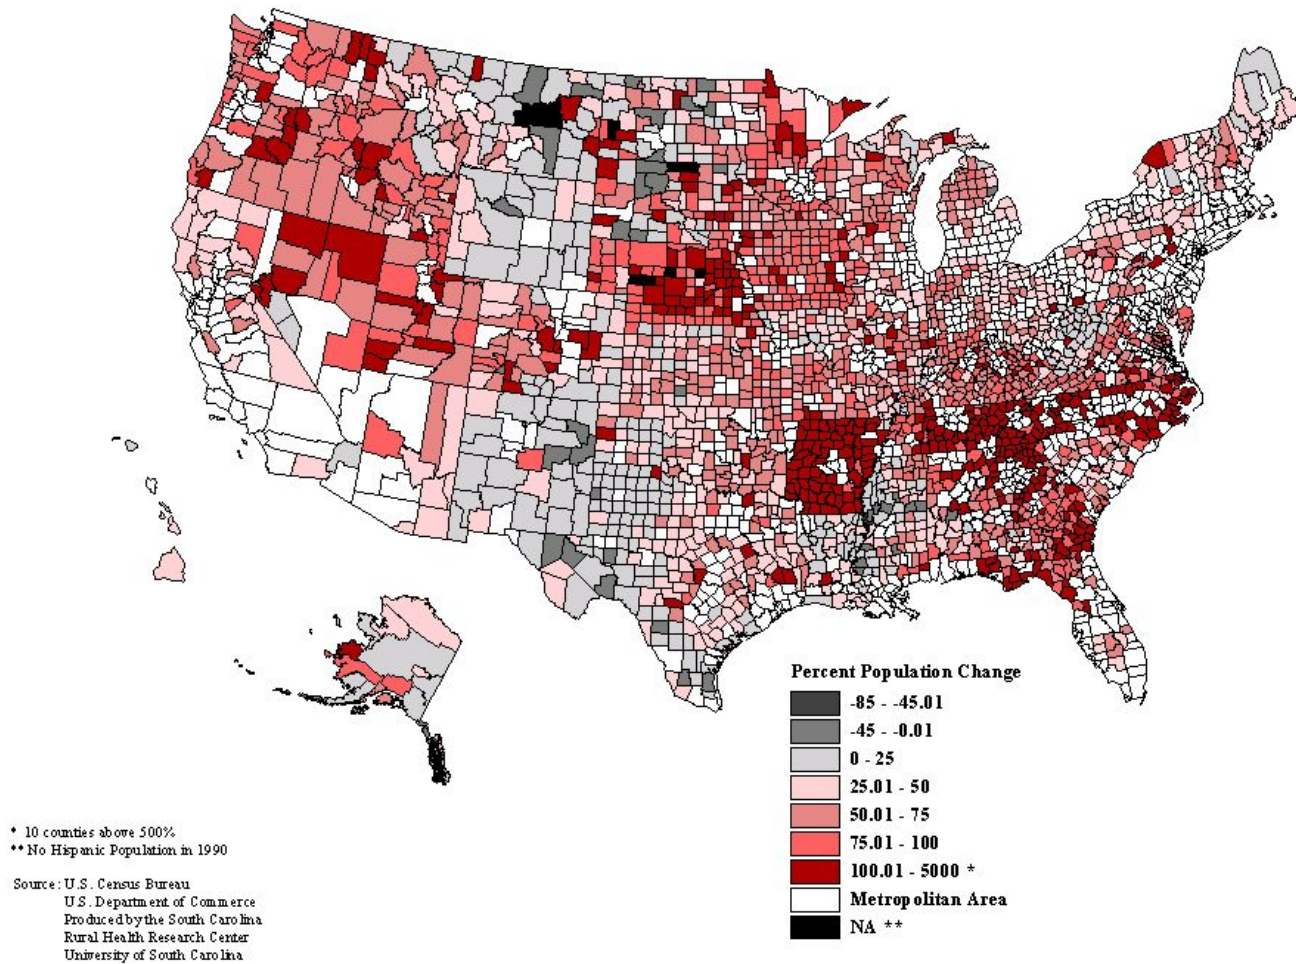 Percent Population Change
-85 - -45.01
-45 - -0.01
0 - 25
25.01 - 50
50.01 - 75
75.01 - 100
100.01 - 5000 *
Metropolitan Area
NA **
* 10 counties above 500%
** No Hispanic Population in 1990
Source: U.S. Census Bureau
U.S. Department of Commerce
Produced by the South Carolina
Rural Health Research Center
University of South Carolina